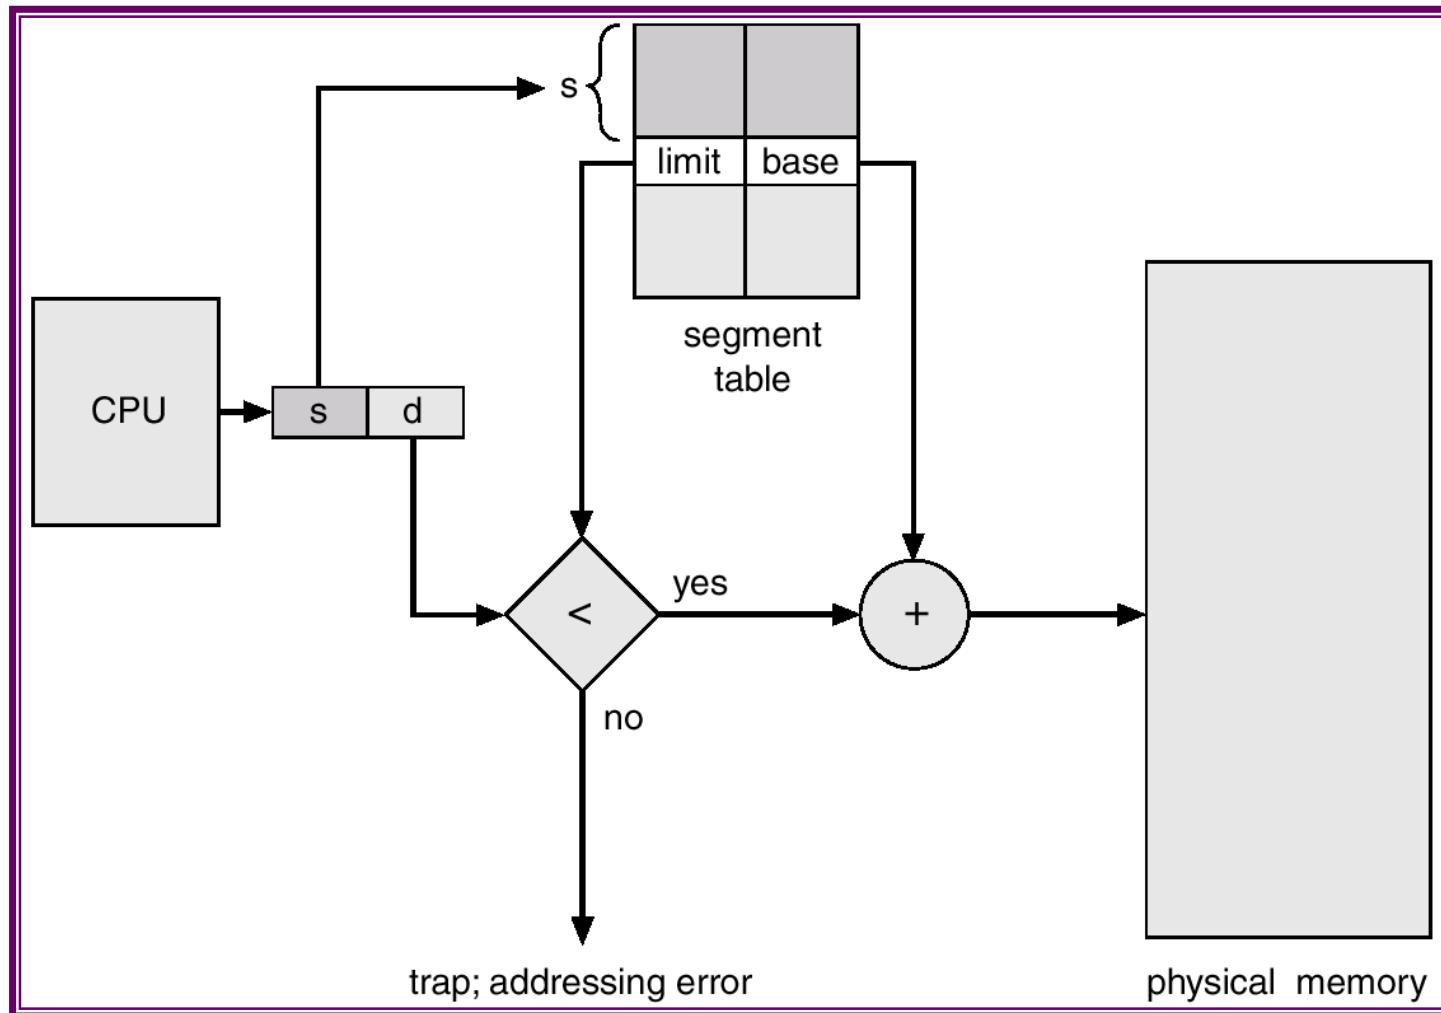 s
limit base
segment
table
CPU
s d
<
yes
+
no
trap; addressing error
physical memory